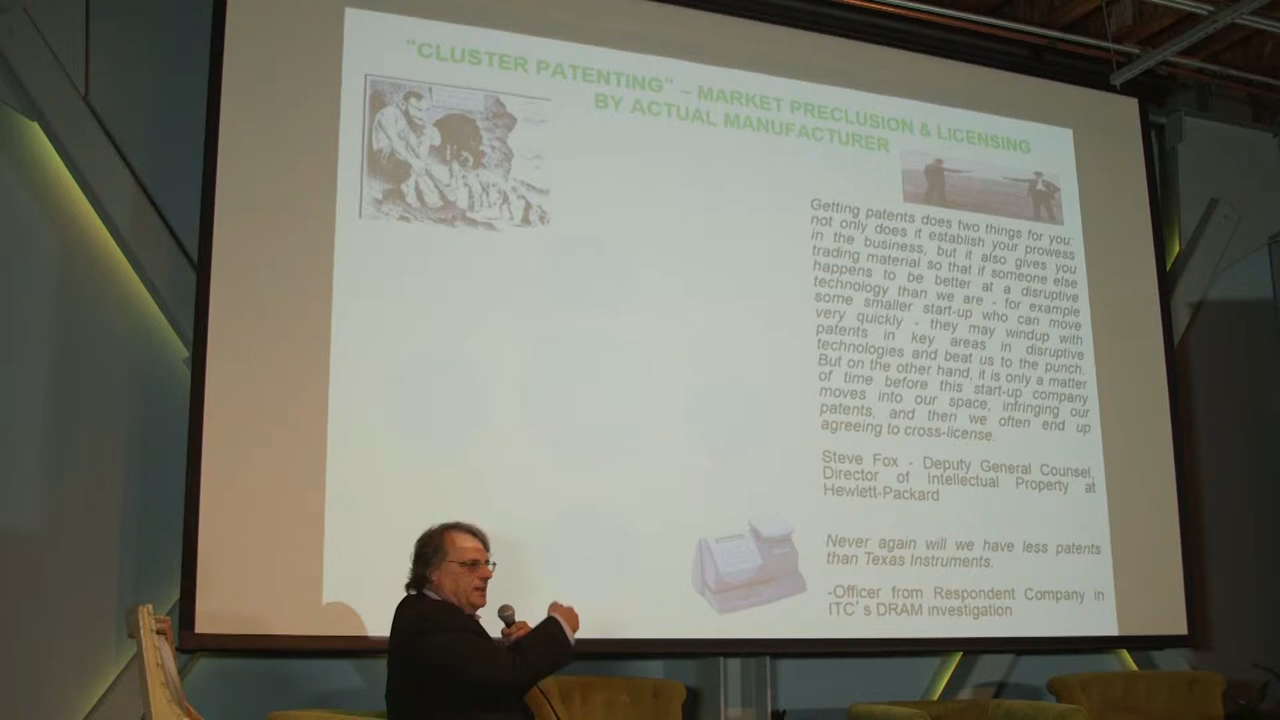 "CLUSTER PATENTING" – MARKET PRECLUSION & LICENSING
BY ACTUAL MANUFACTURER
Getting patents does two things for you:
not only does it establish your prowess
in the business, but it also gives you
trading material so that if someone else
happens to be better at a disruptive
technology than we are - for example
some smaller start-up who can move
very quickly - they may windup with
patents in key areas in disruptive
technologies and beat us to the punch.
But on the other hand, it is only a matter
of time before this start-up company
moves into our space, infringing our
patents, and then we often end up
agreeing to cross-license.
Steve Fox - Deputy General Counsel,
Director of Intellectual Property at
Hewlett-Packard
Never again will we have less patents
than Texas Instruments.
-Officer from Respondent Company in
ITC's DRAM investigation